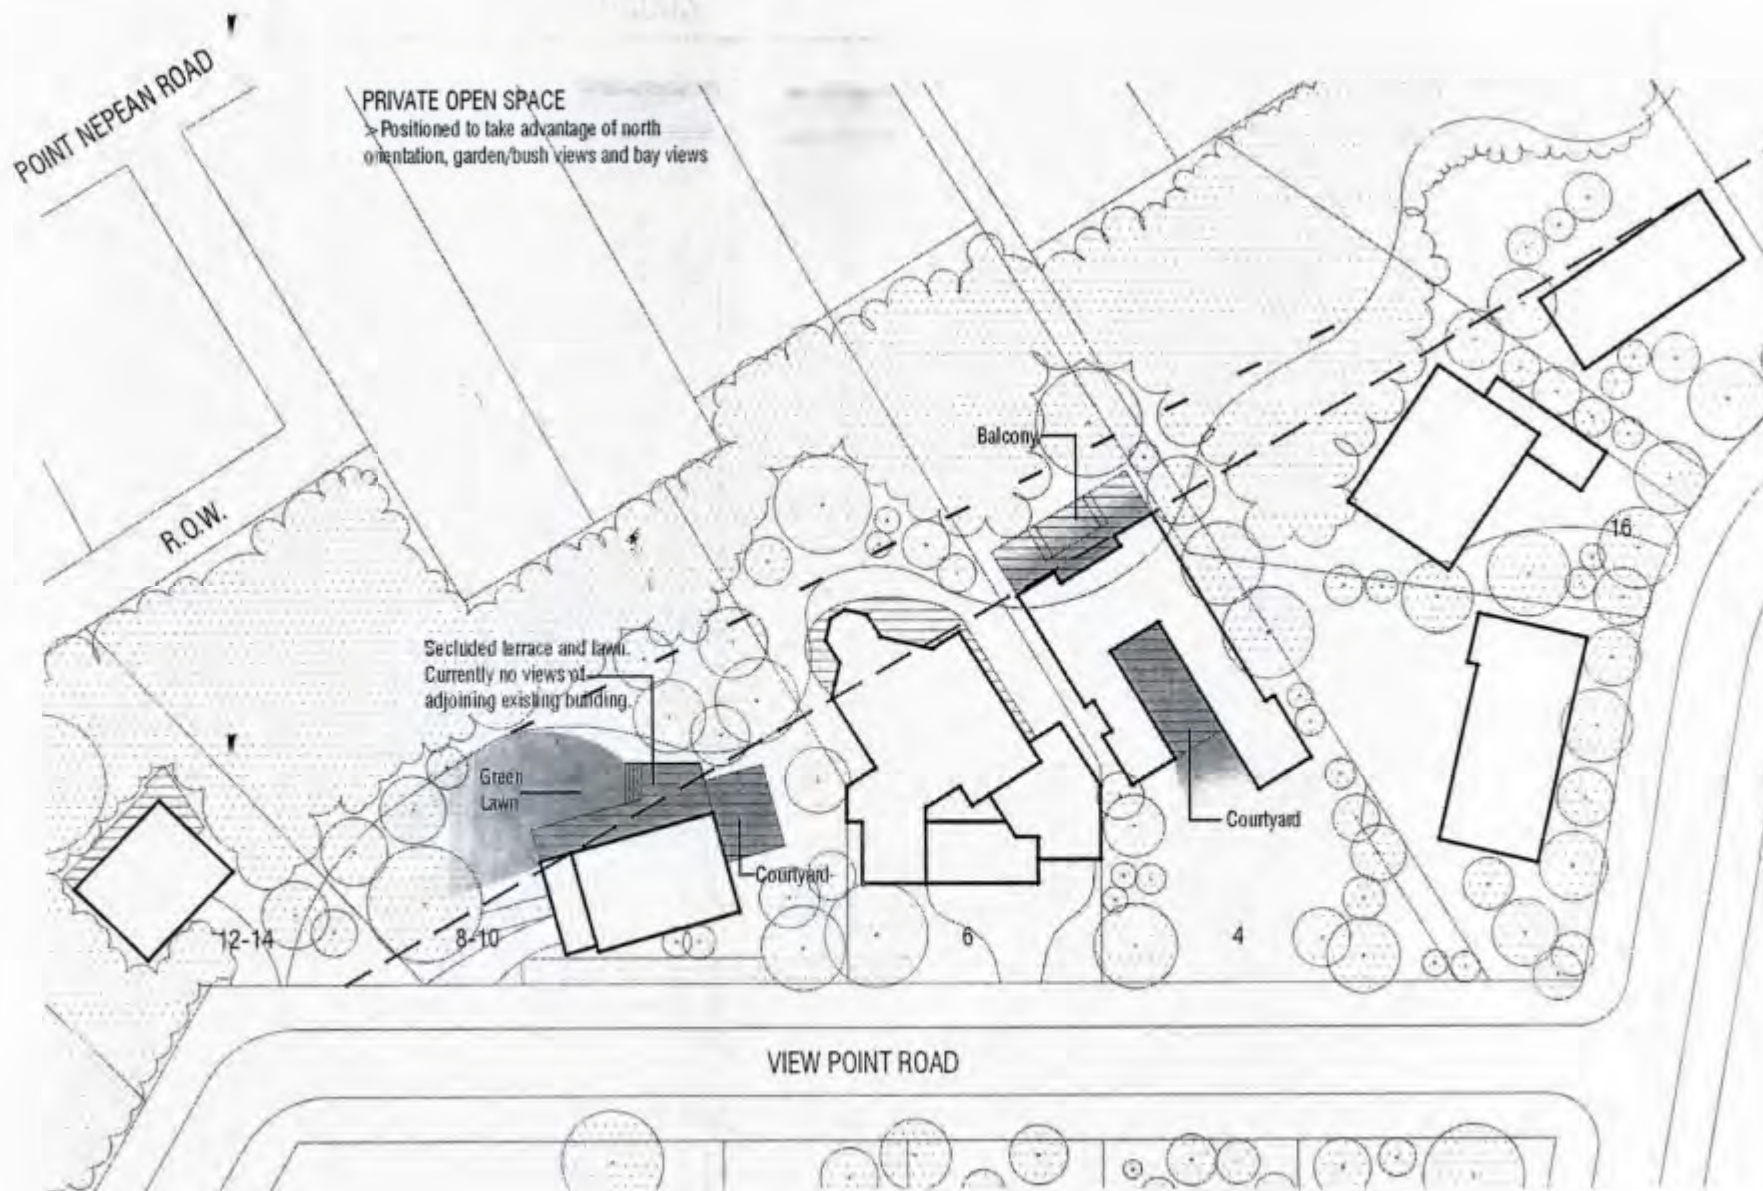 POINT NEPEAN ROAD
PRIVATE OPEN SPACE
> Positioned to take advantage of north
orientation, garden/bush views and bay views
R.O.W.
Balcony
16
Secluded terrace and lawn.
Currently no views of
adjoining existing building.
Green
Lawn
Courtyard
Courtyard
12-14
8-10
6
4
VIEW POINT ROAD